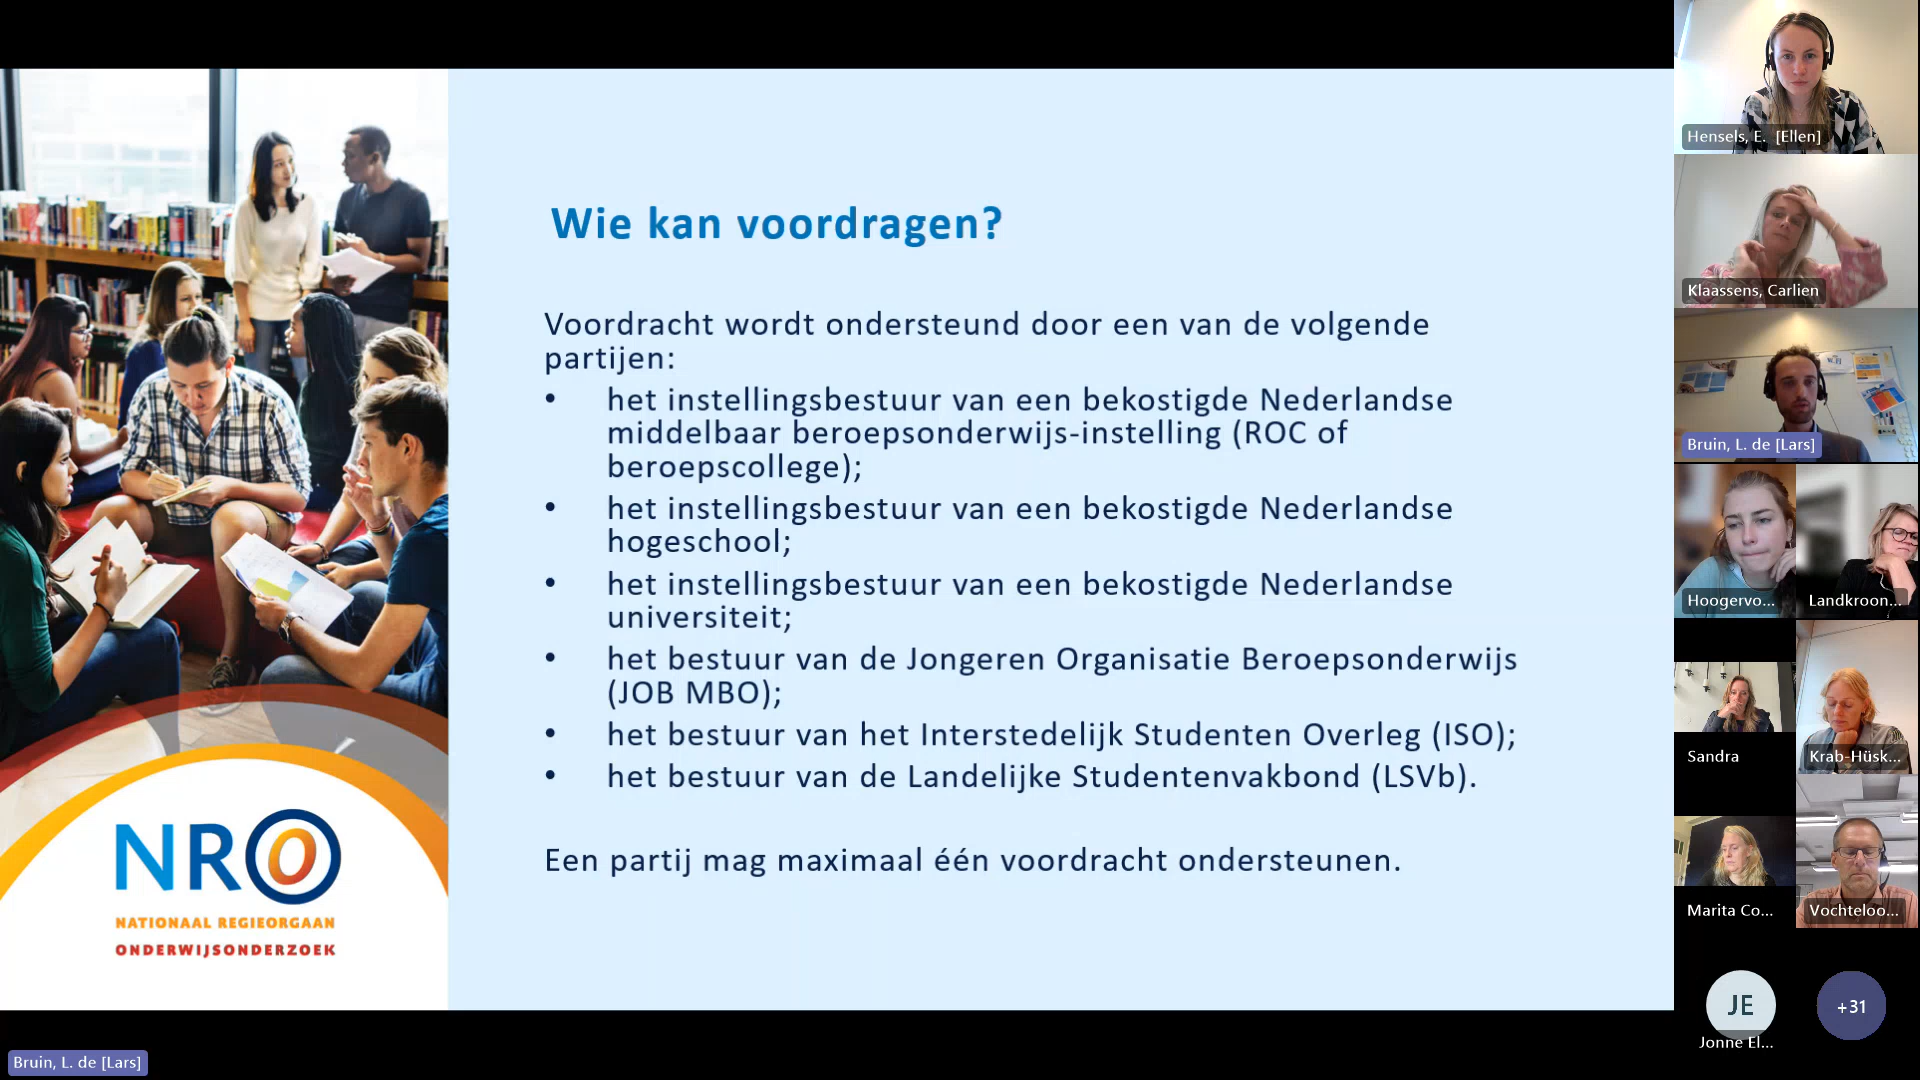 Wie kan voordragen?
Voordracht wordt ondersteund door een van de volgende
partijen:
• het instellingsbestuur van een bekostigde Nederlandse
middelbaar beroepsonderwijs-instelling (ROC of
beroepscollege);
• het instellingsbestuur van een bekostigde Nederlandse
hogeschool;
• het instellingsbestuur van een bekostigde Nederlandse
universiteit;
• het bestuur van de Jongeren Organisatie Beroepsonderwijs
(JOB MBO);
• het bestuur van het Interstedelijk Studenten Overleg (ISO);
• het bestuur van de Landelijke Studentenvakbond (LSVb).
Een partij mag maximaal één voordracht ondersteunen.
NRO
NATIONAAL REGIEORGAAN
ONDERWIJSONDERZOEK
Bruin, L. de [Lars]
Hensels, E. [Ellen]
Klaassens, Carlien
Bruin, L. de [Lars]
Hoogervo...
Landkroon...
Sandra
Krab-Hüsk...
Marita Co...
Vochteloo...
JE
Jonne El...
+31